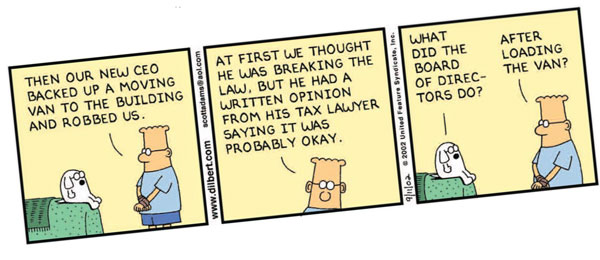 THEN OUR NEW CEO
BACKED UP A MOVING
VAN TO THE BUILDING
AND ROBBED US.
www.dilbert.com scottadams@aol.com
AT FIRST WE THOUGHT
HE WAS BREAKING THE
LAW, BUT HE HAD A
WRITTEN OPINION
FROM HIS TAX LAWYER
SAYING IT WAS
PROBABLY OKAY.
9/11/02 © 2002 United Feature Syndicate, Inc.
WHAT
DID THE
BOARD
OF DIREC-
TORS DO?
AFTER
LOADING
THE VAN?